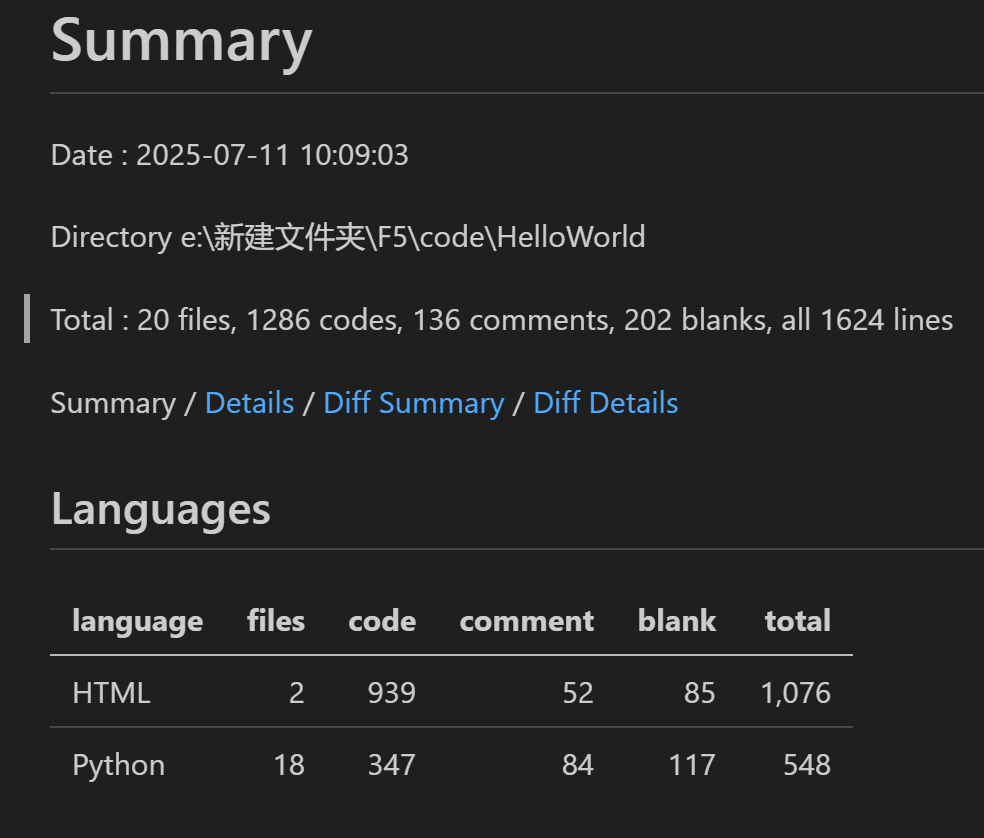 Summary
Date : 2025-07-11 10:09:03
Directory e:\新建文件夹\F5\code\HelloWorld
Total : 20 files, 1286 codes, 136 comments, 202 blanks, all 1624 lines
Summary / Details / Diff Summary / Diff Details
Languages
language files code comment blank total
HTML 2 939 52 85 1,076
Python 18 347 84 117 548